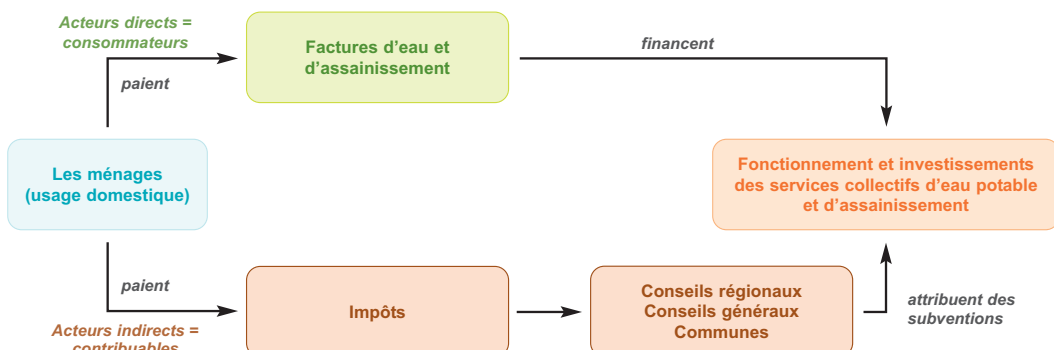 Acteurs directs =
consommateurs
paient
Factures d'eau et
d'assainissement
financent
Les ménages
(usage domestique)
Fonctionnement et investissements
des services collectifs d'eau potable
et d'assainissement
paient
Acteurs indirects =
contribuables
Impôts
Conseils régionaux
Conseils généraux
Communes
attribuent des
subventions